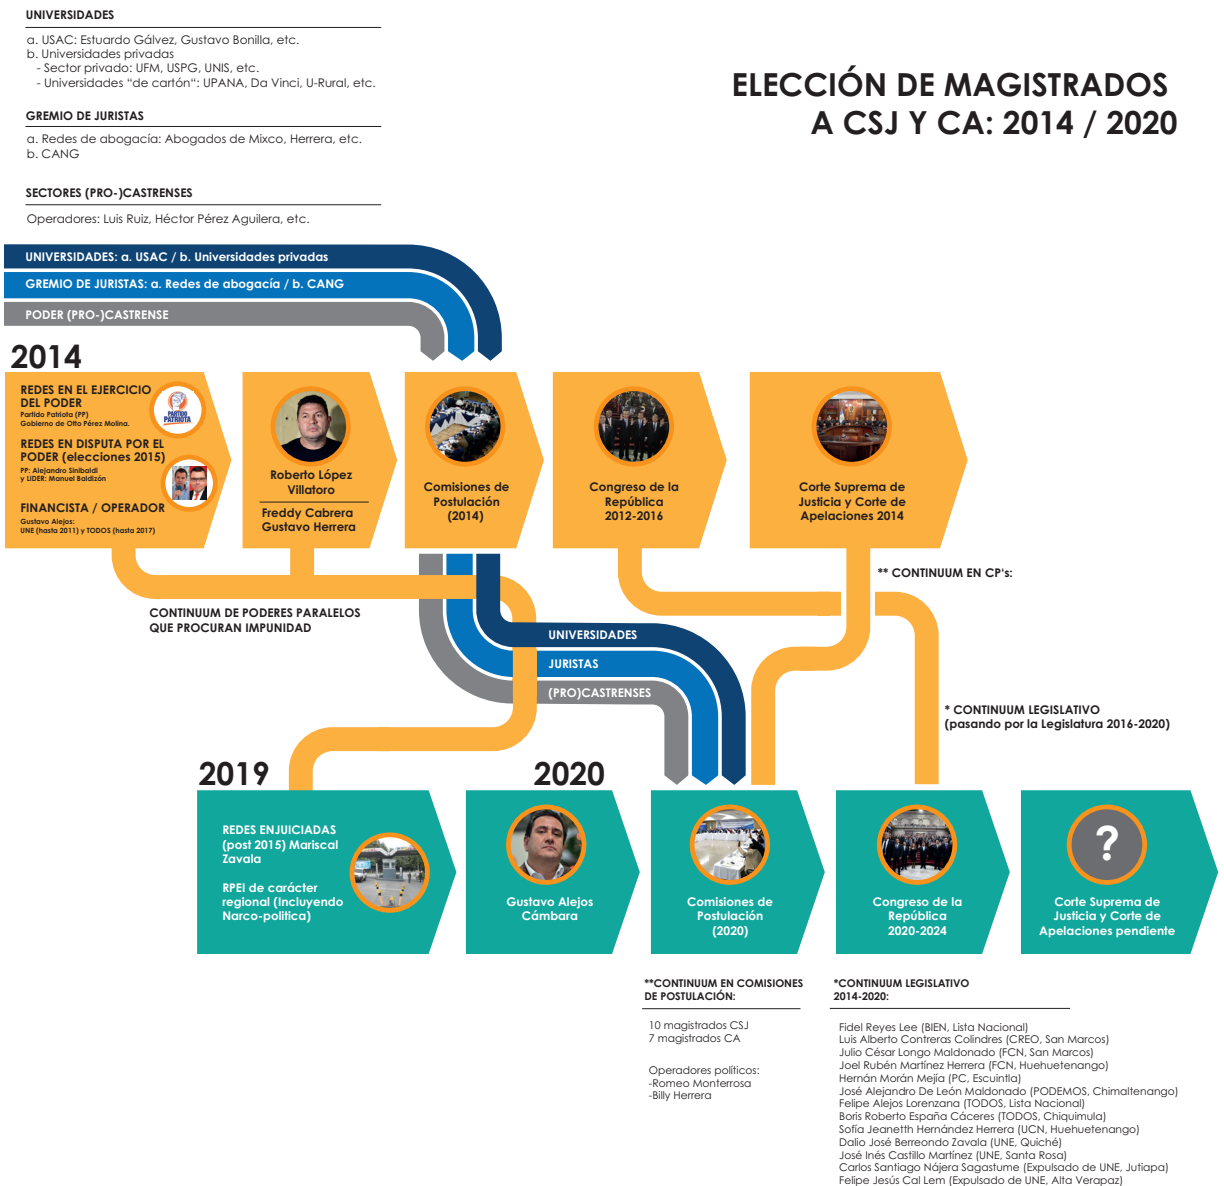 UNIVERSIDADES
a. USAC: Estuardo Gálvez, Gustavo Bonilla, etc.
b. Universidades privadas
- Sector privado: UFM, USPG, UNIS, etc.
- Universidades “de cartón“: UPANA, Da Vinci, U-Rural, etc.
GREMIO DE JURISTAS
a. Redes de abogacía: Abogados de Mixco, Herrera, etc.
b. CANG
SECTORES (PRO-)CASTRENSES
Operadores: Luis Ruiz, Héctor Pérez Aguilera, etc.
ELECCIÓN DE MAGISTRADOS
A CSJ Y CA: 2014 / 2020
UNIVERSIDADES: a. USAC / b. Universidades privadas
GREMIO DE JURISTAS: a. Redes de abogacía / b. CANG
PODER (PRO-)CASTRENSE
2014
REDES EN EL EJERCICIO
DEL PODER
Partido Patriota (PP)
Gobierno de Otto Pérez Molina.
PARTIDO
PATRIOTA
REDES EN DISPUTA POR EL
PODER (elecciones 2015)
PP: Alejandro Sinibaldi
y LIDER: Manuel Baldizón
FINANCISTA / OPERADOR
Gustavo Alejos:
UNE (hasta 2011) y TODOS (hasta 2017)
Roberto López
Villatoro
Freddy Cabrera
Gustavo Herrera
Comisiones de
Postulación
(2014)
Congreso de la
República
2012-2016
Corte Suprema de
Justicia y Corte de
Apelaciones 2014
** CONTINUUM EN CP‘s:
CONTINUUM DE PODERES PARALELOS
QUE PROCURAN IMPUNIDAD
UNIVERSIDADES
JURISTAS
(PRO)CASTRENSES
* CONTINUUM LEGISLATIVO
(pasando por la Legislatura 2016-2020)
2019
2020
REDES ENJUICIADAS
(post 2015) Mariscal
Zavala
RPEI de carácter
regional (Incluyendo
Narco-politica)
Gustavo Alejos
Cámbara
Comisiones de
Postulación
(2020)
Congreso de la
República
2020-2024
?
Corte Suprema de
Justicia y Corte de
Apelaciones pendiente
**CONTINUUM EN COMISIONES
DE POSTULACIÓN:
10 magistrados CSJ
7 magistrados CA
Operadores políticos:
-Romeo Monterrosa
-Billy Herrera
*CONTINUUM LEGISLATIVO
2014-2020:
Fidel Reyes Lee (BIEN, Lista Nacional)
Luis Alberto Contreras Colindres (CREO, San Marcos)
Julio César Longo Maldonado (FCN, San Marcos)
Joel Rubén Martínez Herrera (FCN, Huehuetenango)
Hernán Morán Mejía (PC, Escuintla)
José Alejandro De León Maldonado (PODEMOS, Chimaltenango)
Felipe Alejos Lorenzana (TODOS, Lista Nacional)
Boris Roberto España Cáceres (TODOS, Chiquimula)
Sofía Jeanetth Hernández Herrera (UCN, Huehuetenango)
Dalio José Berreondo Zavala (UNE, Quiché)
José Inés Castillo Martínez (UNE, Santa Rosa)
Carlos Santiago Nájera Sagastume (Expulsado de UNE, Jutiapa)
Felipe Jesús Cal Lem (Expulsado de UNE, Alta Verapaz)